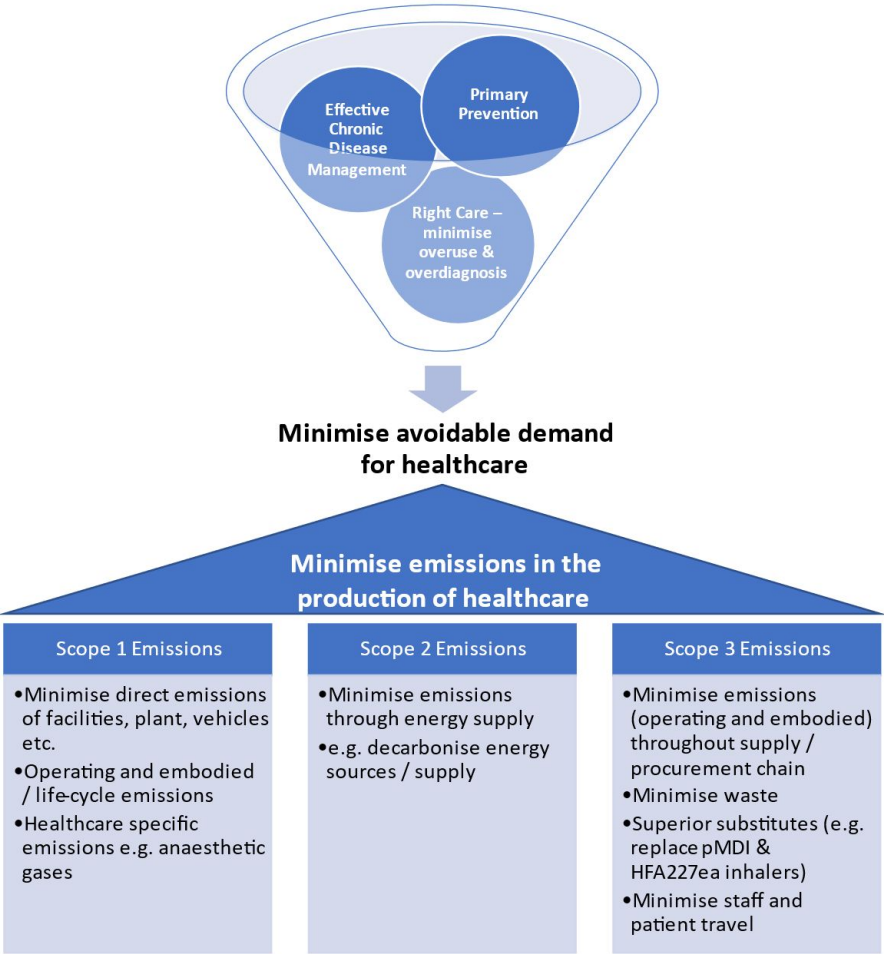 Primary
Prevention
Effective
Chronic
Disease
Management
Right Care –
minimise
overuse &
overdiagnosis
Minimise avoidable demand
for healthcare
Minimise emissions in the
production of healthcare
Scope 1 Emissions
•Minimise direct emissions
of facilities, plant, vehicles
etc.
•Operating and embodied
/ life-cycle emissions
•Healthcare specific
emissions e.g. anaesthetic
gases
Scope 2 Emissions
•Minimise emissions
through energy supply
•e.g. decarbonise energy
sources / supply
Scope 3 Emissions
•Minimise emissions
(operating and embodied)
throughout supply /
procurement chain
•Minimise waste
•Superior substitutes (e.g.
replace pMDI &
HFA227ea inhalers)
•Minimise staff and
patient travel